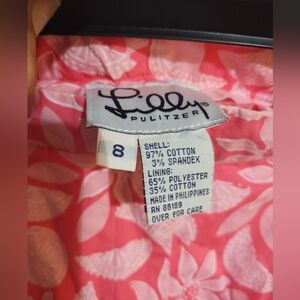 Lilly®
PULITZER
8
SHELL:
97% COTTON
3% SPANDEX
LINING:
65% POLYESTER
35% COTTON
MADE IN PHILIPPINES
RN 68189
OVER FOR CARE